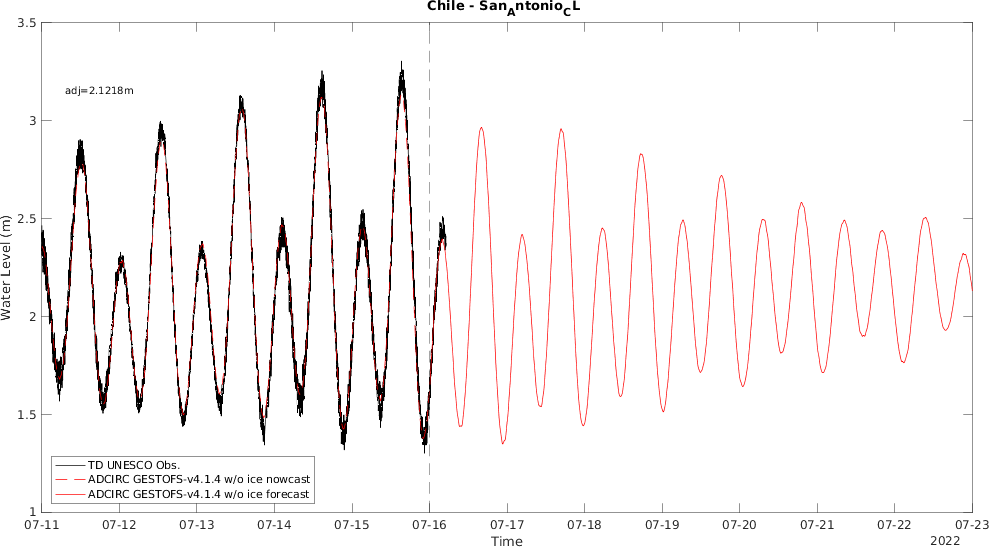 Chile - San_Antonio_CL
3.5
adj=2.1218m
3
2.5
Water Level (m)
2
1.5
TD UNESCO Obs.
ADCIRC GESTOFS-v4.1.4 w/o ice nowcast
ADCIRC GESTOFS-v4.1.4 w/o ice forecast
1
07-11 07-12 07-13 07-14 07-15 07-16 07-17 07-18 07-19 07-20 07-21 07-22 07-23
Time
2022